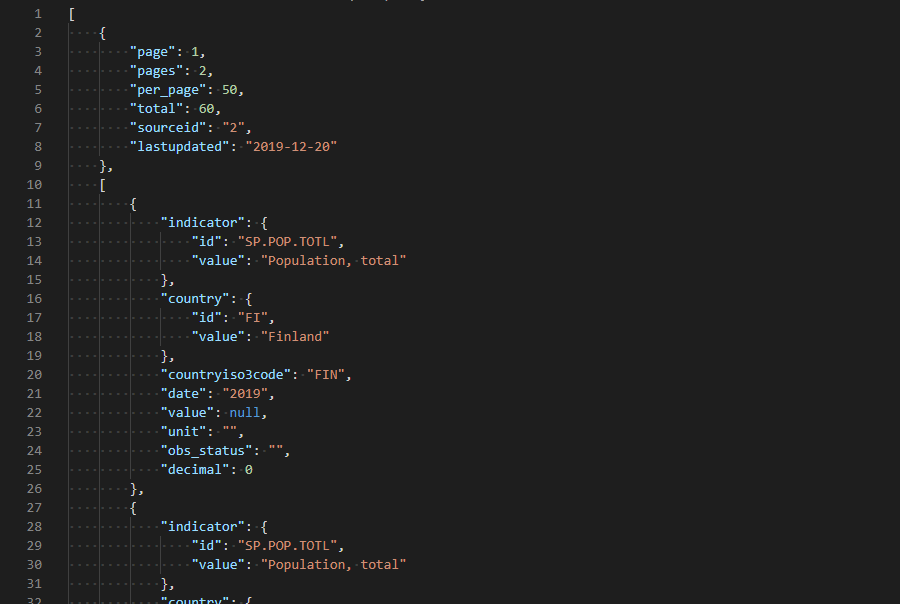 1 [
2     {
3         "page": 1,
4         "pages": 2,
5         "per_page": 50,
6         "total": 60,
7         "sourceid": "2",
8         "lastupdated": "2019-12-20"
9     },
10     [
11         {
12             "indicator": {
13                 "id": "SP.POP.TOTL",
14                 "value": "Population, total"
15             },
16             "country": {
17                 "id": "FI",
18                 "value": "Finland"
19             },
20             "countryiso3code": "FIN",
21             "date": "2019",
22             "value": null,
23             "unit": "",
24             "obs_status": "",
25             "decimal": 0
26         },
27         {
28             "indicator": {
29                 "id": "SP.POP.TOTL",
30                 "value": "Population, total"
31             },
32             "country": {